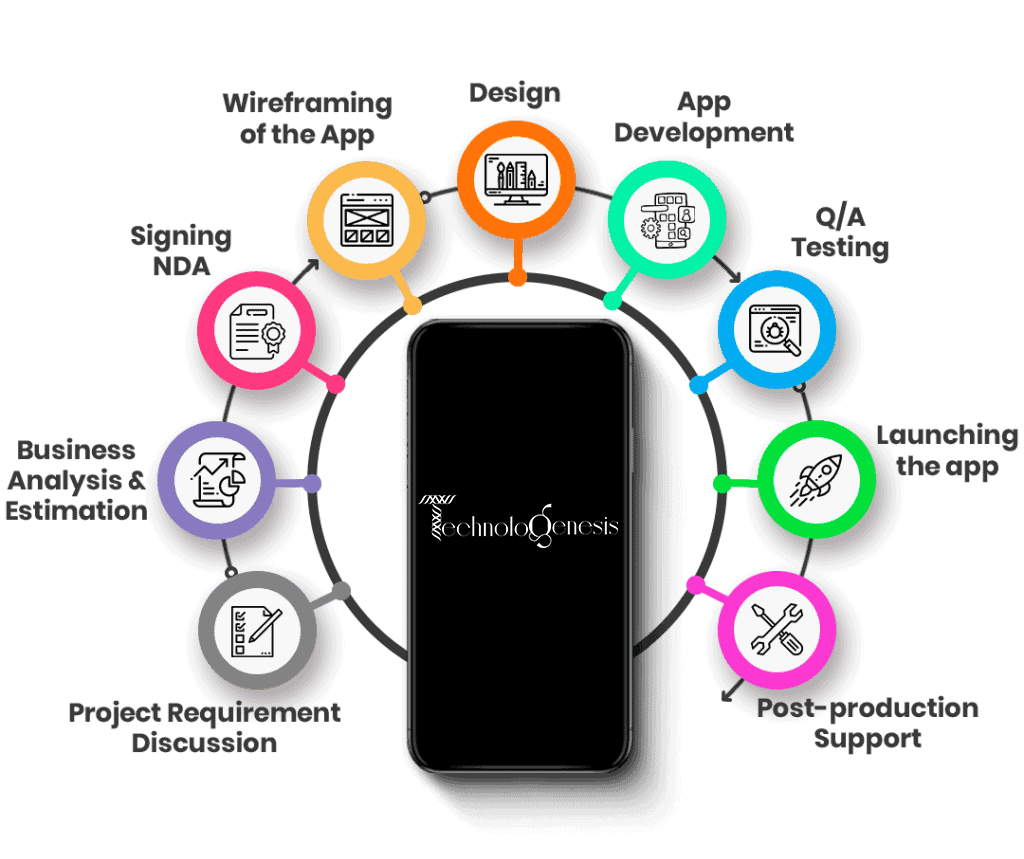 Design
Wireframing
of the App
App
Development
Signing
NDA
Q/A
Testing
Business
Analysis &
Estimation
Launching
the app
TechnoloGenesis
Project Requirement
Discussion
Post-production
Support